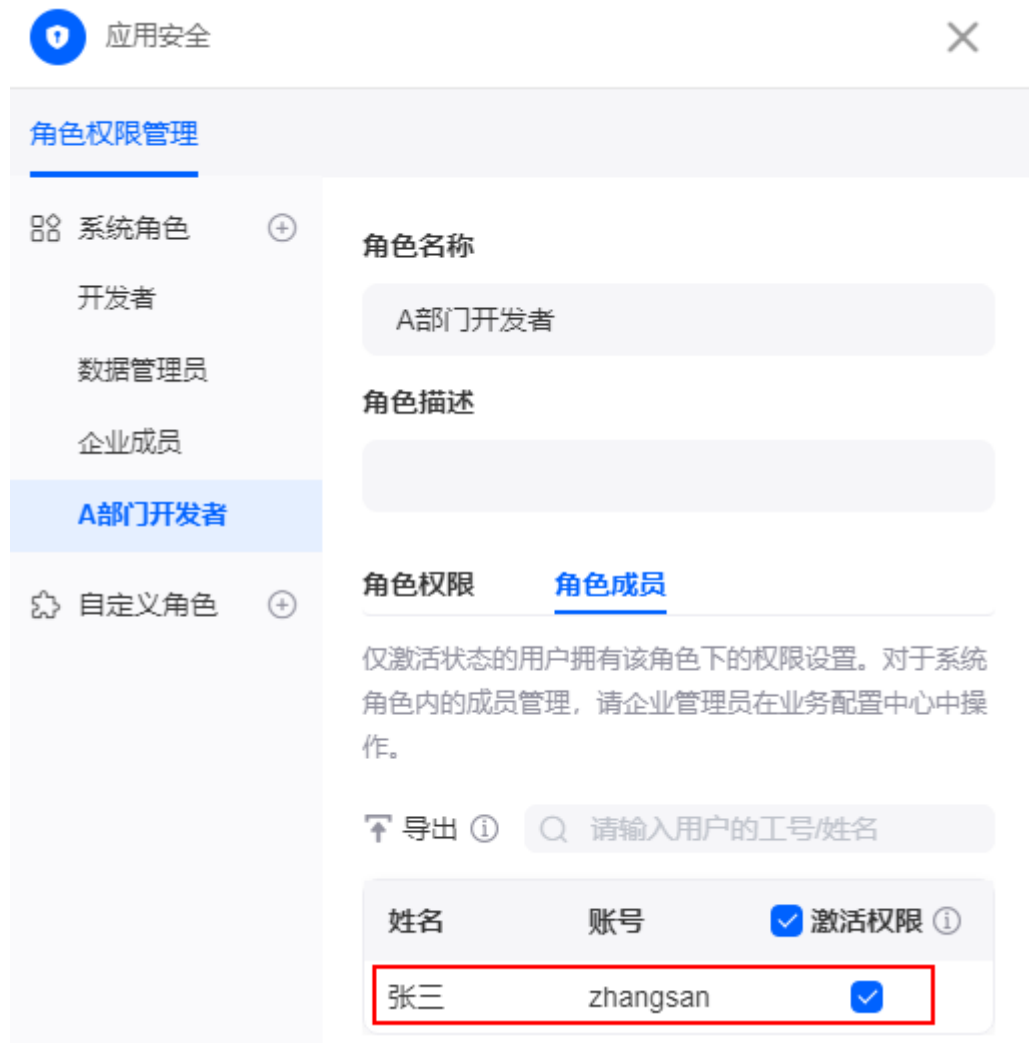 应用安全
角色权限管理
系统角色
开发者
数据管理员
企业成员
A部门开发者
自定义角色
角色名称
A部门开发者
角色描述
角色权限 角色成员
仅激活状态的用户拥有该角色下的权限设置。对于系统
角色内的成员管理，请企业管理员在业务配置中心中操
作。
导出 请输入用户的工号/姓名
姓名 账号 激活权限
张三 zhangsan